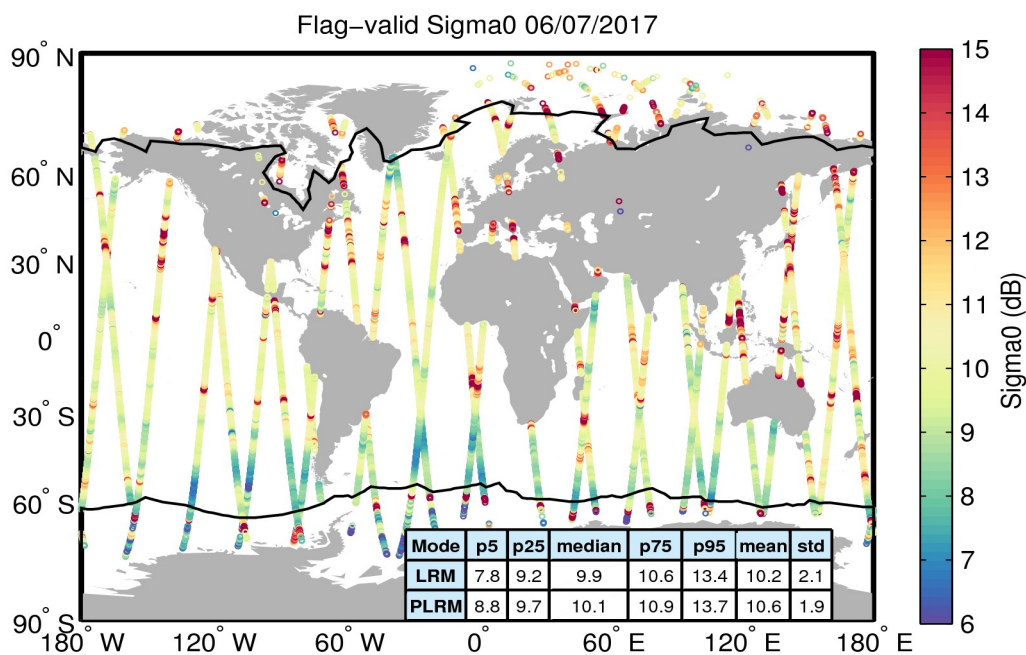 Flag−valid Sigma0 06/07/2017
90° N
60° N
30° N
0°
30° S
60° S
90° S
180° W
120° W
60° W
0°
60° E
120° E
180° E
Mode p5 p25 median p75 p95 mean std
LRM 7.8 9.2 9.9 10.6 13.4 10.2 2.1
PLRM 8.8 9.7 10.1 10.9 13.7 10.6 1.9
15
14
13
12
11
10
9
8
7
6
Sigma0 (dB)